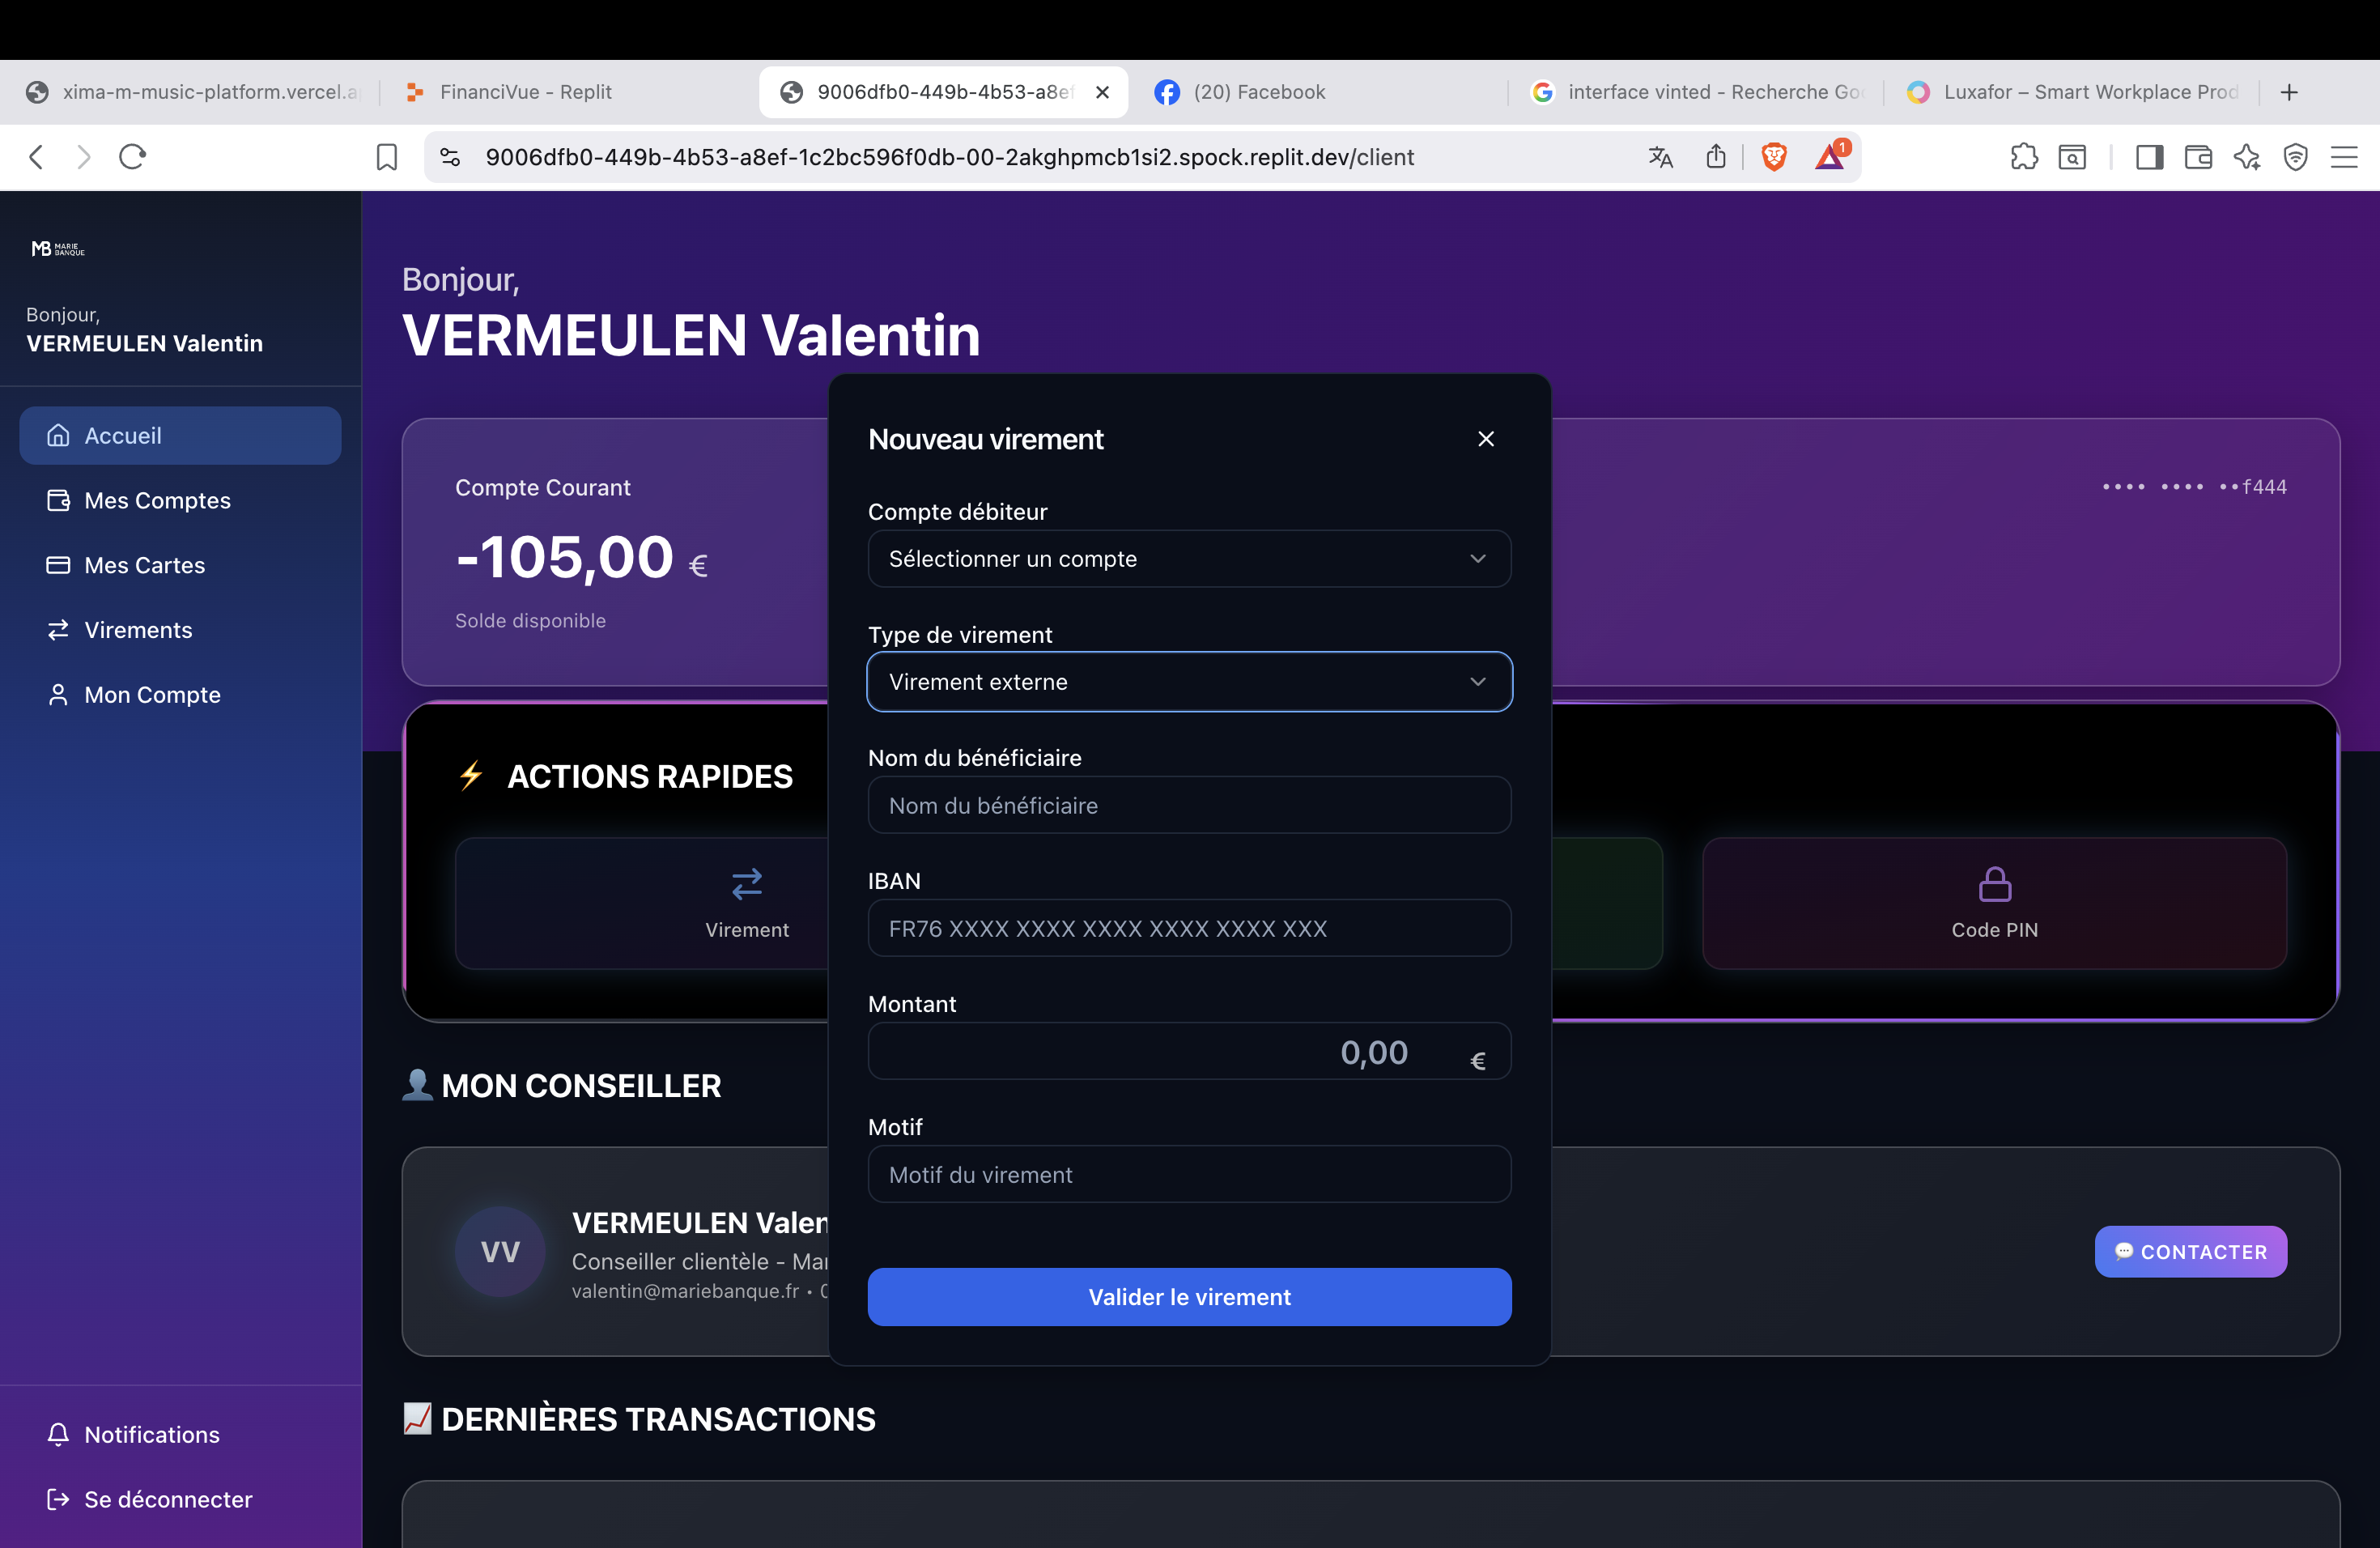 xima-m-music-platform.vercel.a
FinanciVue - Replit
9006dfb0-449b-4b53-a8ef
(20) Facebook
interface vinted - Recherche Goo
Luxafor – Smart Workplace Prod
9006dfb0-449b-4b53-a8ef-1c2bc596f0db-00-2akghpmcb1si2.spock.replit.dev/client
1
MB MARIE BANQUE
Bonjour,
VERMEULEN Valentin
Accueil
Mes Comptes
Mes Cartes
Virements
Mon Compte
Notifications
Se déconnecter
Bonjour,
VERMEULEN Valentin
Compte Courant
•••• •••• ••f444
-105,00 €
Solde disponible
⚡ ACTIONS RAPIDES
Virement
Code PIN
👤 MON CONSEILLER
VV
VERMEULEN Valen
Conseiller clientèle - Mar
valentin@mariebanque.fr • 0
💬 CONTACTER
📈 DERNIÈRES TRANSACTIONS
Nouveau virement
Compte débiteur
Sélectionner un compte
Type de virement
Virement externe
Nom du bénéficiaire
Nom du bénéficiaire
IBAN
FR76 XXXX XXXX XXXX XXXX XXXX XXX
Montant
0,00 €
Motif
Motif du virement
Valider le virement